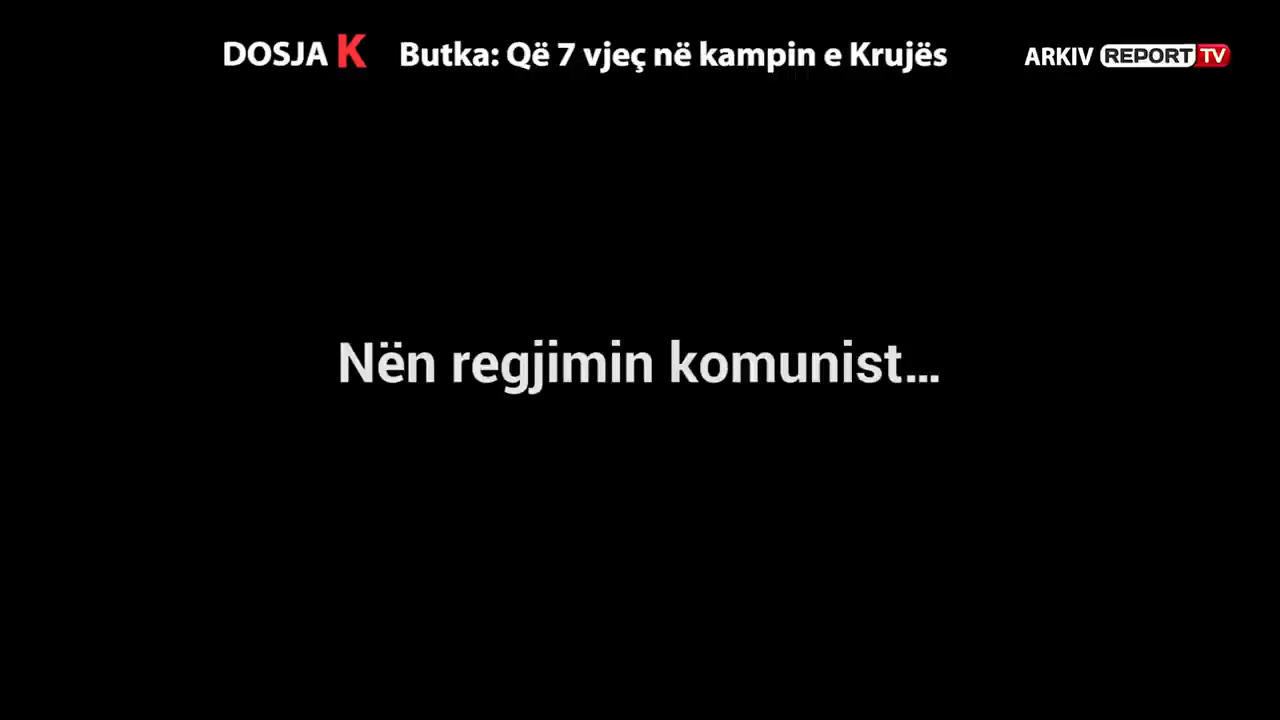 DOSJA K Butka: Që 7 vjeç në kampin e Krujës ARKIV REPORT TV
Nën regjimin komunist...